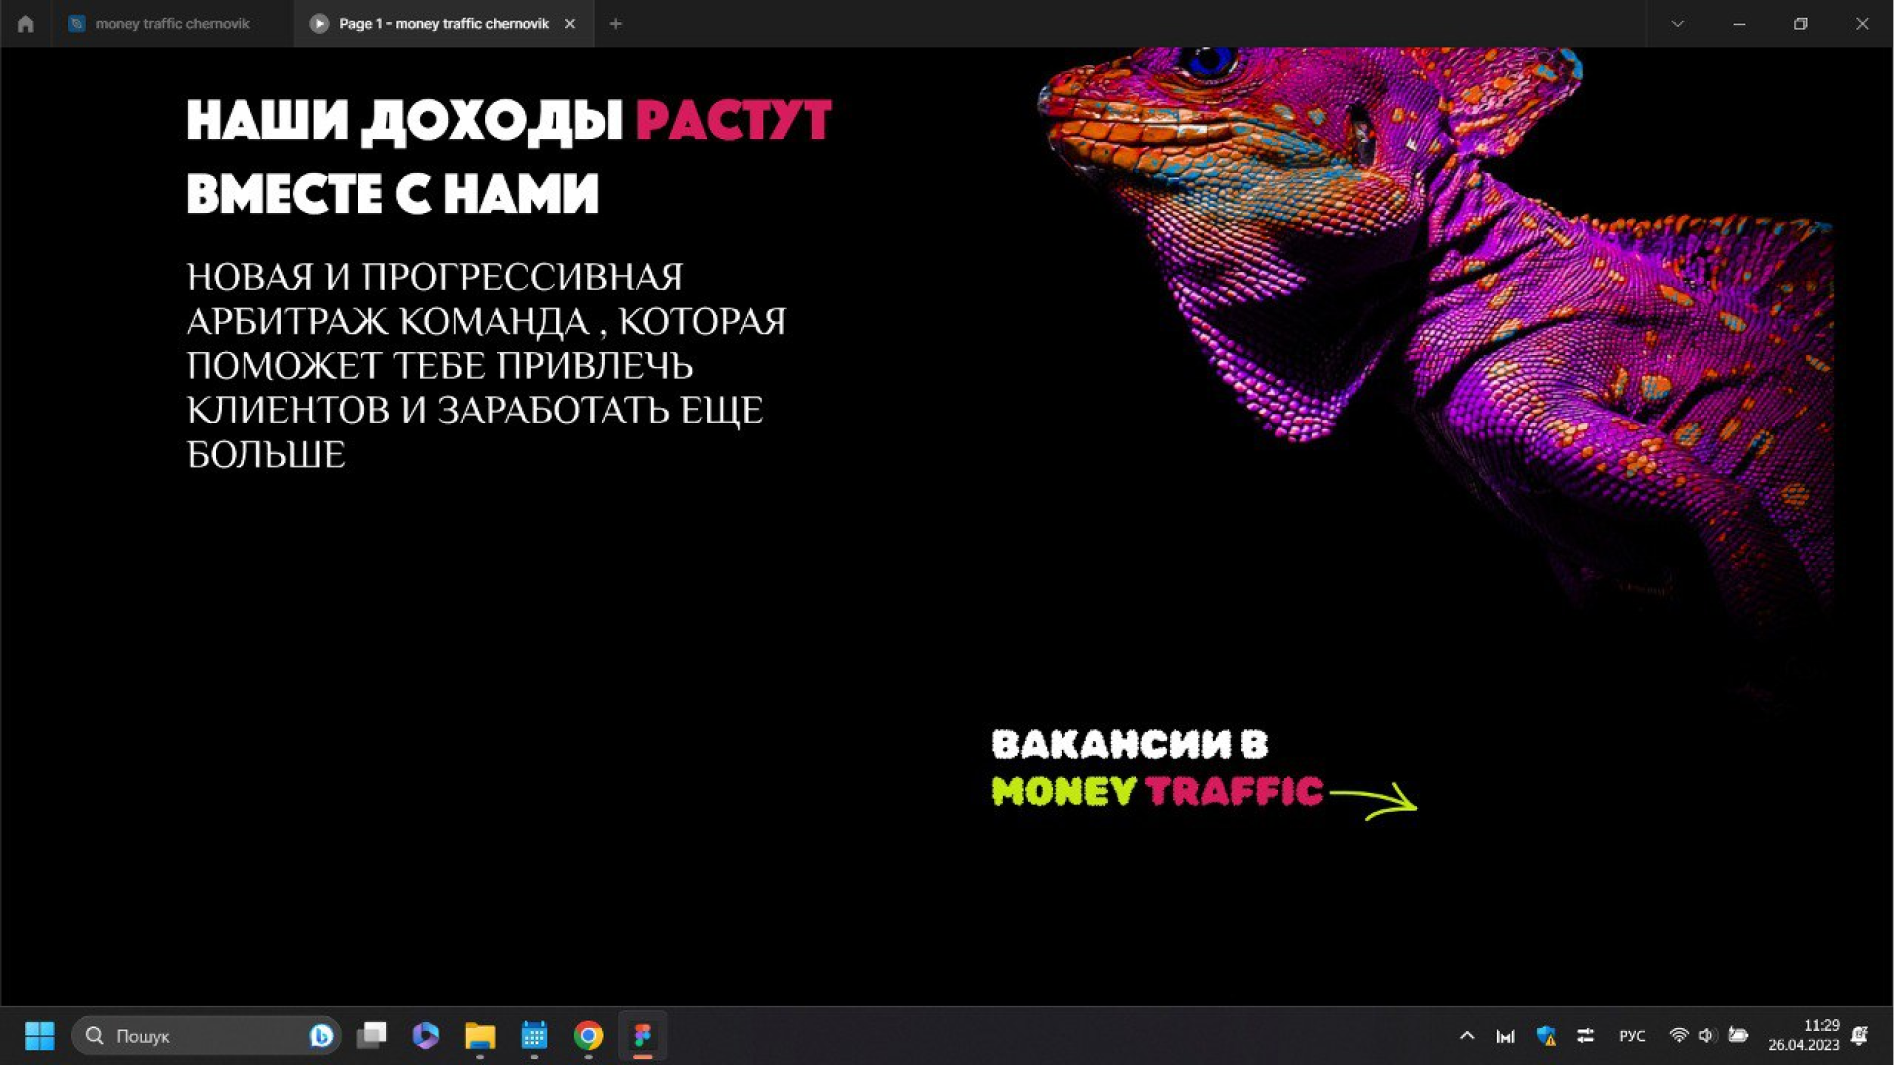 money traffic chernovik
Page 1 - money traffic chernovik
НАШИ ДОХОДЫ РАСТУТ
ВМЕСТЕ С НАМИ
НОВАЯ И ПРОГРЕССИВНАЯ
АРБИТРАЖ КОМАНДА , КОТОРАЯ
ПОМОЖЕТ ТЕБЕ ПРИВЛЕЧЬ
КЛИЕНТОВ И ЗАРАБОТАТЬ ЕЩЕ
БОЛЬШЕ
ВАКАНСИИ В
MONEY TRAFFIC
Пошук
РУС
11:29
26.04.2023